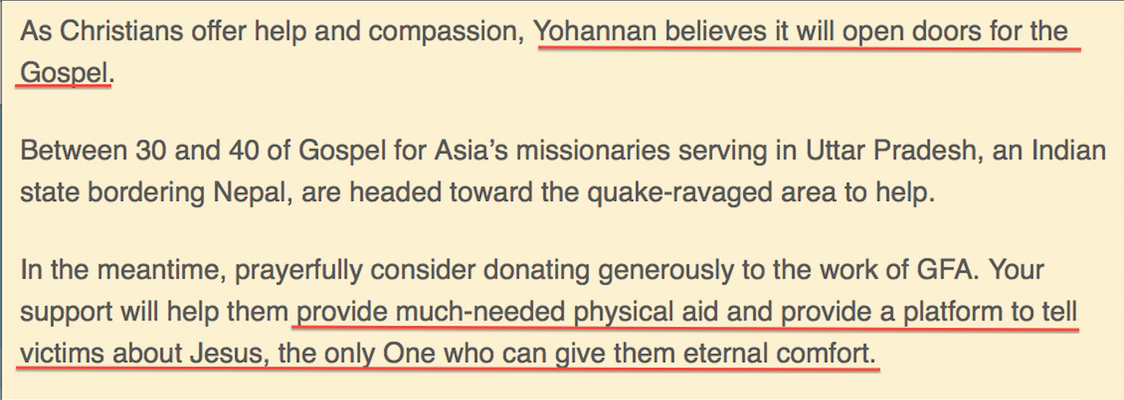 As Christians offer help and compassion, Yohannan believes it will open doors for the
Gospel.
Between 30 and 40 of Gospel for Asia’s missionaries serving in Uttar Pradesh, an Indian
state bordering Nepal, are headed toward the quake-ravaged area to help.
In the meantime, prayerfully consider donating generously to the work of GFA. Your
support will help them provide much-needed physical aid and provide a platform to tell
victims about Jesus, the only One who can give them eternal comfort.